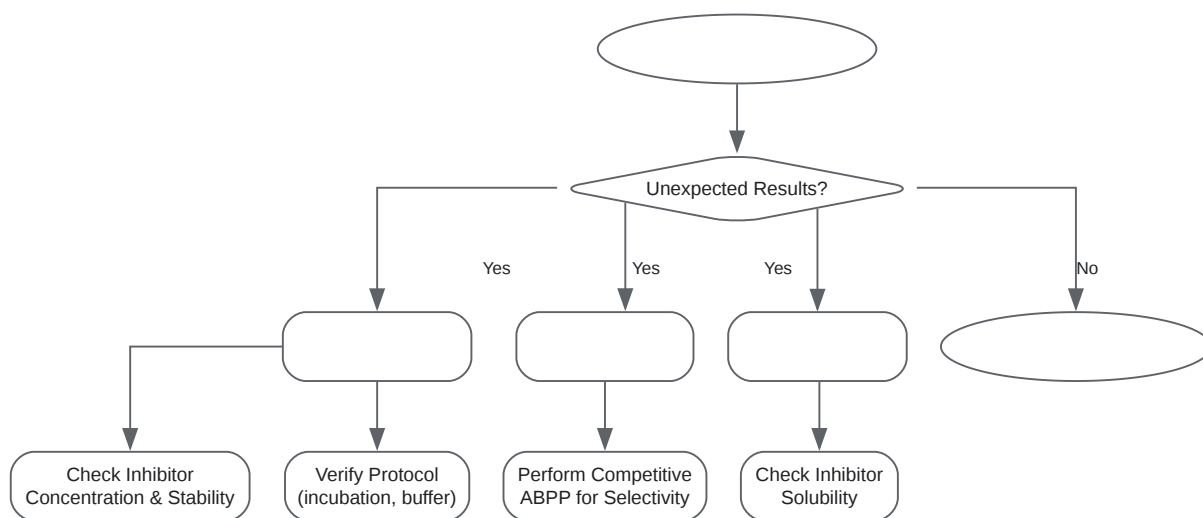 Unexpected Results?
Yes
Yes
Yes
No
Check Inhibitor
Concentration & Stability
Verify Protocol
(incubation, buffer)
Perform Competitive
ABPP for Selectivity
Check Inhibitor
Solubility